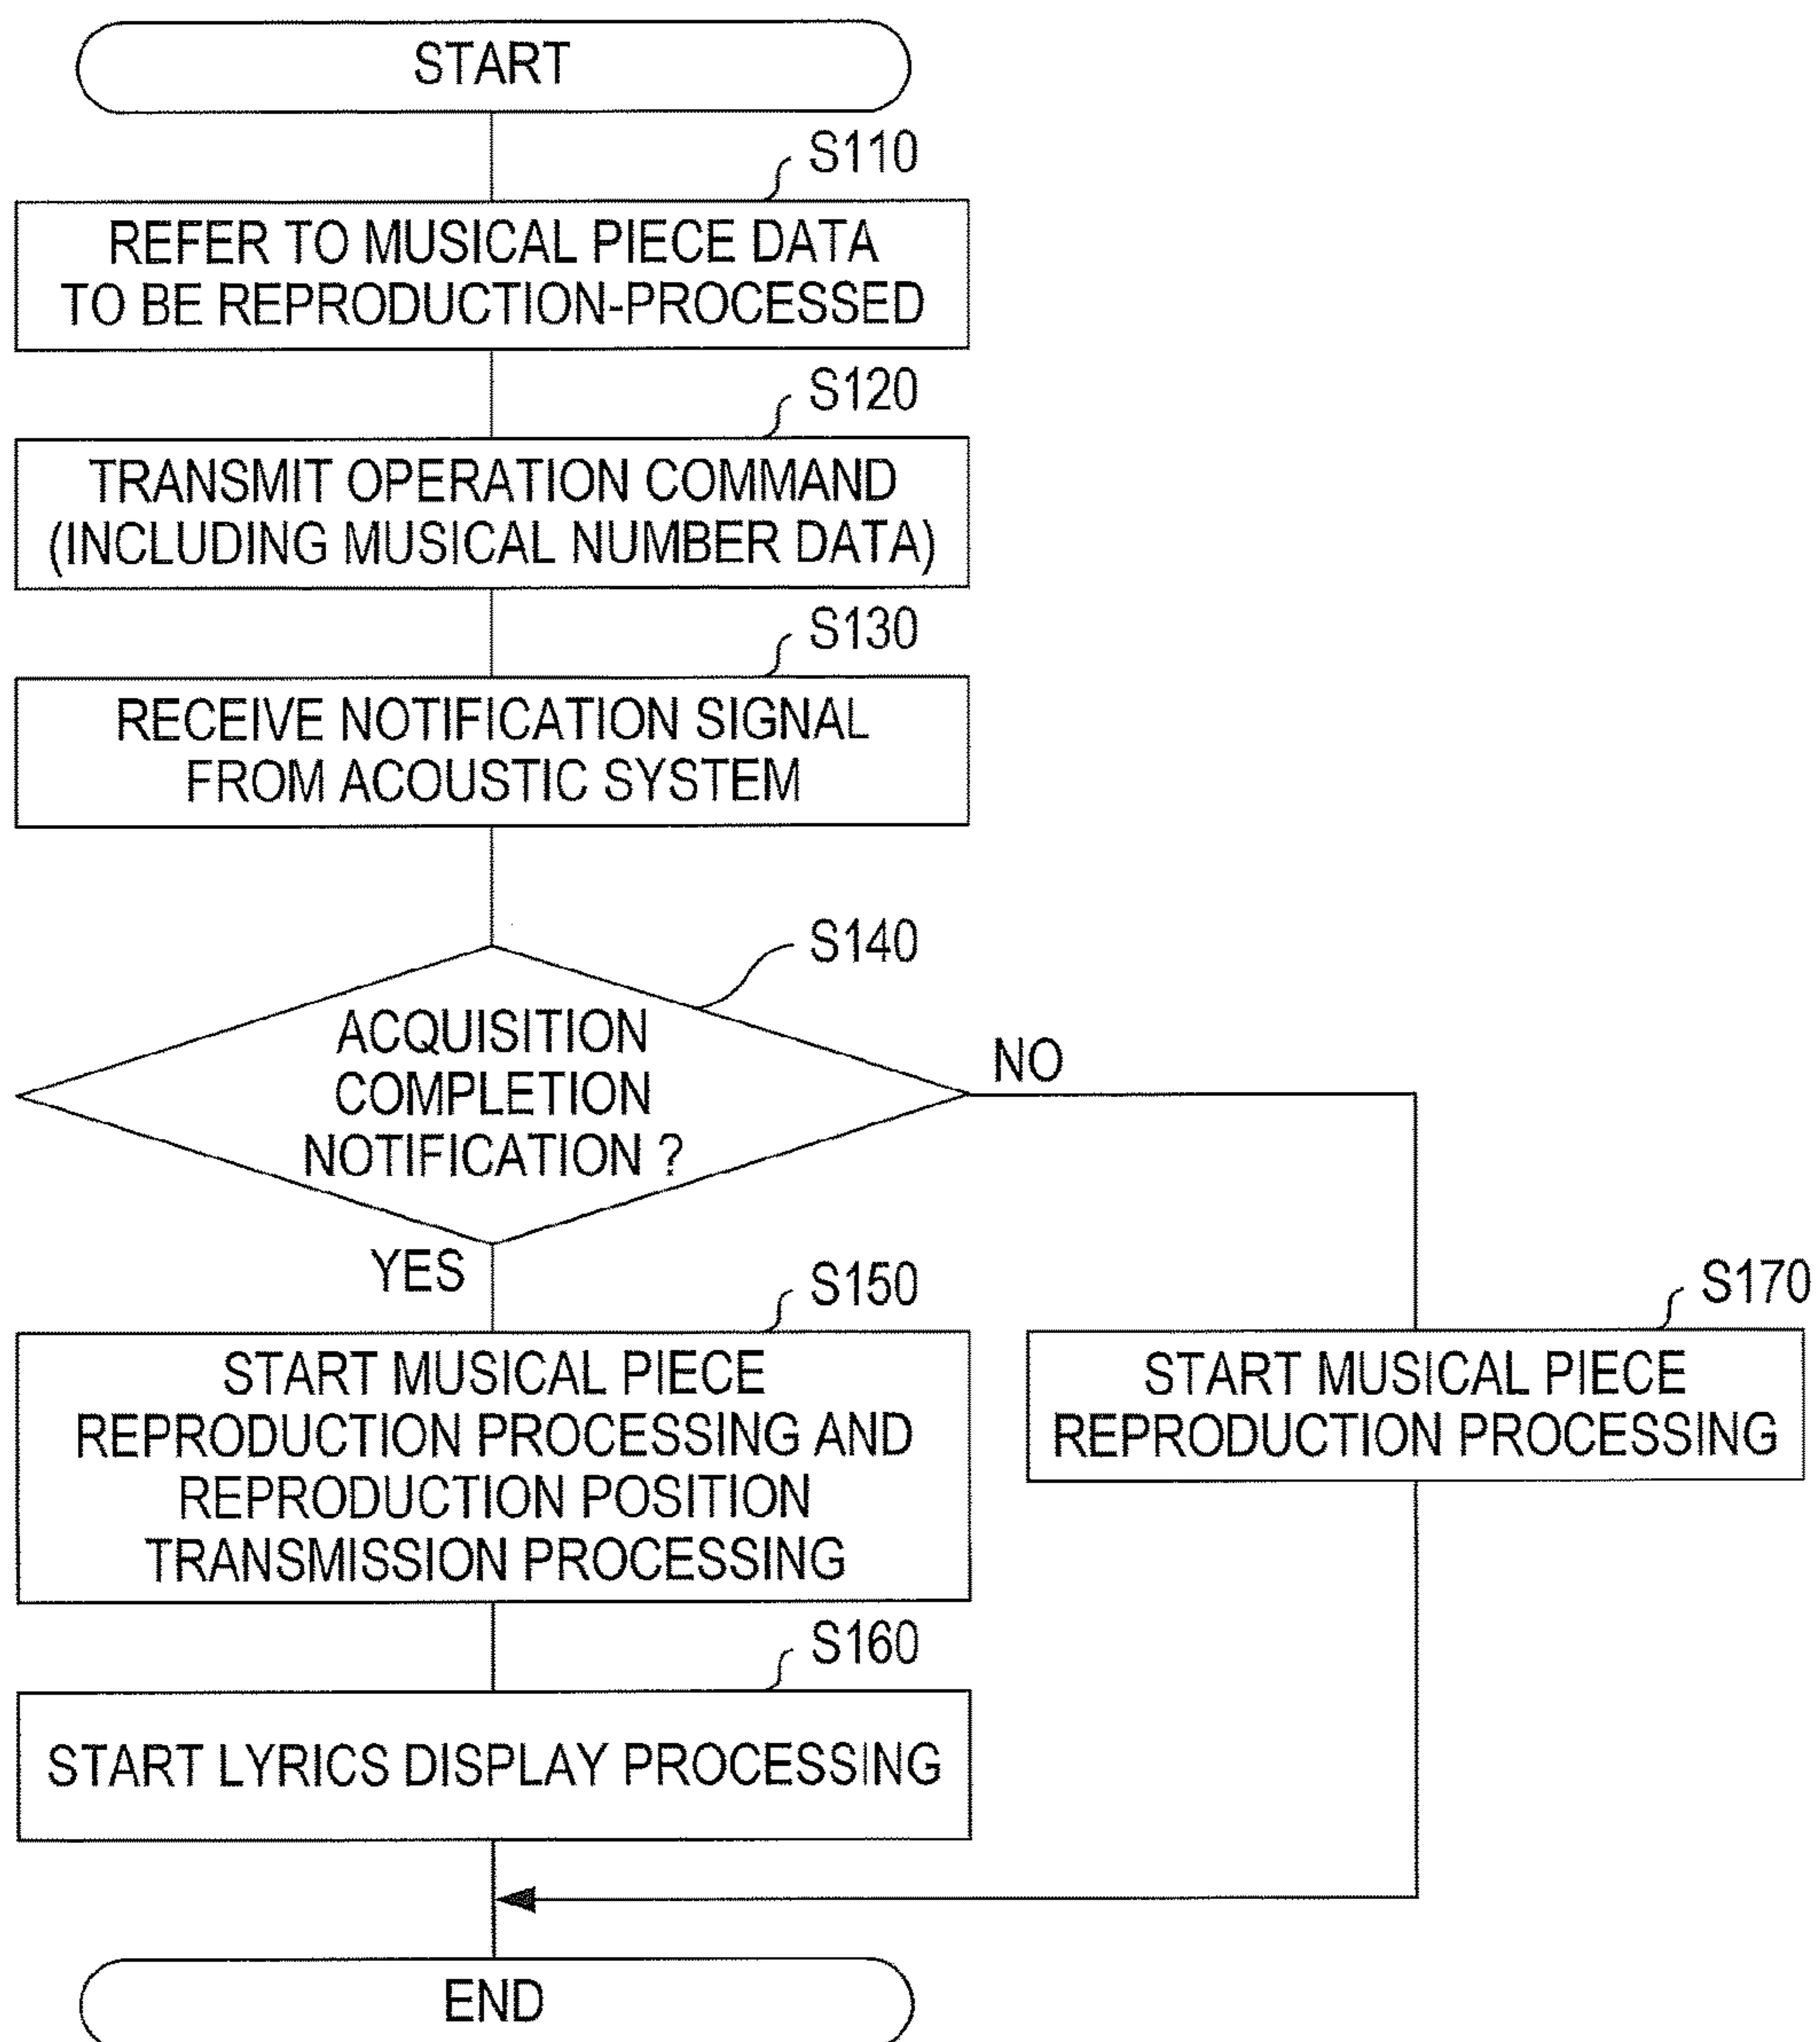 START
S110
REFER TO MUSICAL PIECE DATA
TO BE REPRODUCTION-PROCESSED
S120
TRANSMIT OPERATION COMMAND
(INCLUDING MUSICAL NUMBER DATA)
S130
RECEIVE NOTIFICATION SIGNAL
FROM ACOUSTIC SYSTEM
S140
ACQUISITION
COMPLETION
NOTIFICATION ?
NO
YES
S150
START MUSICAL PIECE
REPRODUCTION PROCESSING AND
REPRODUCTION POSITION
TRANSMISSION PROCESSING
S170
START MUSICAL PIECE
REPRODUCTION PROCESSING
S160
START LYRICS DISPLAY PROCESSING
END